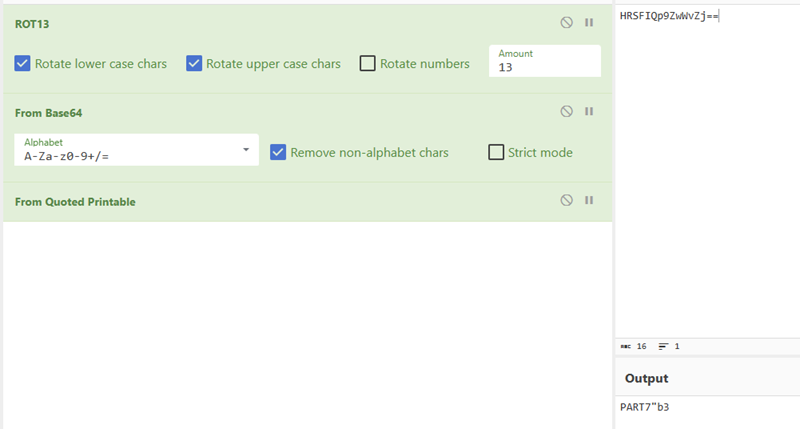 ROT13
Rotate lower case chars
Rotate upper case chars
Rotate numbers
Amount
13
From Base64
Alphabet
A-Za-z0-9+/=
Remove non-alphabet chars
Strict mode
From Quoted Printable
HRSFIQp9ZwWvZj==
ABC 16 1
Output
PART7"b3